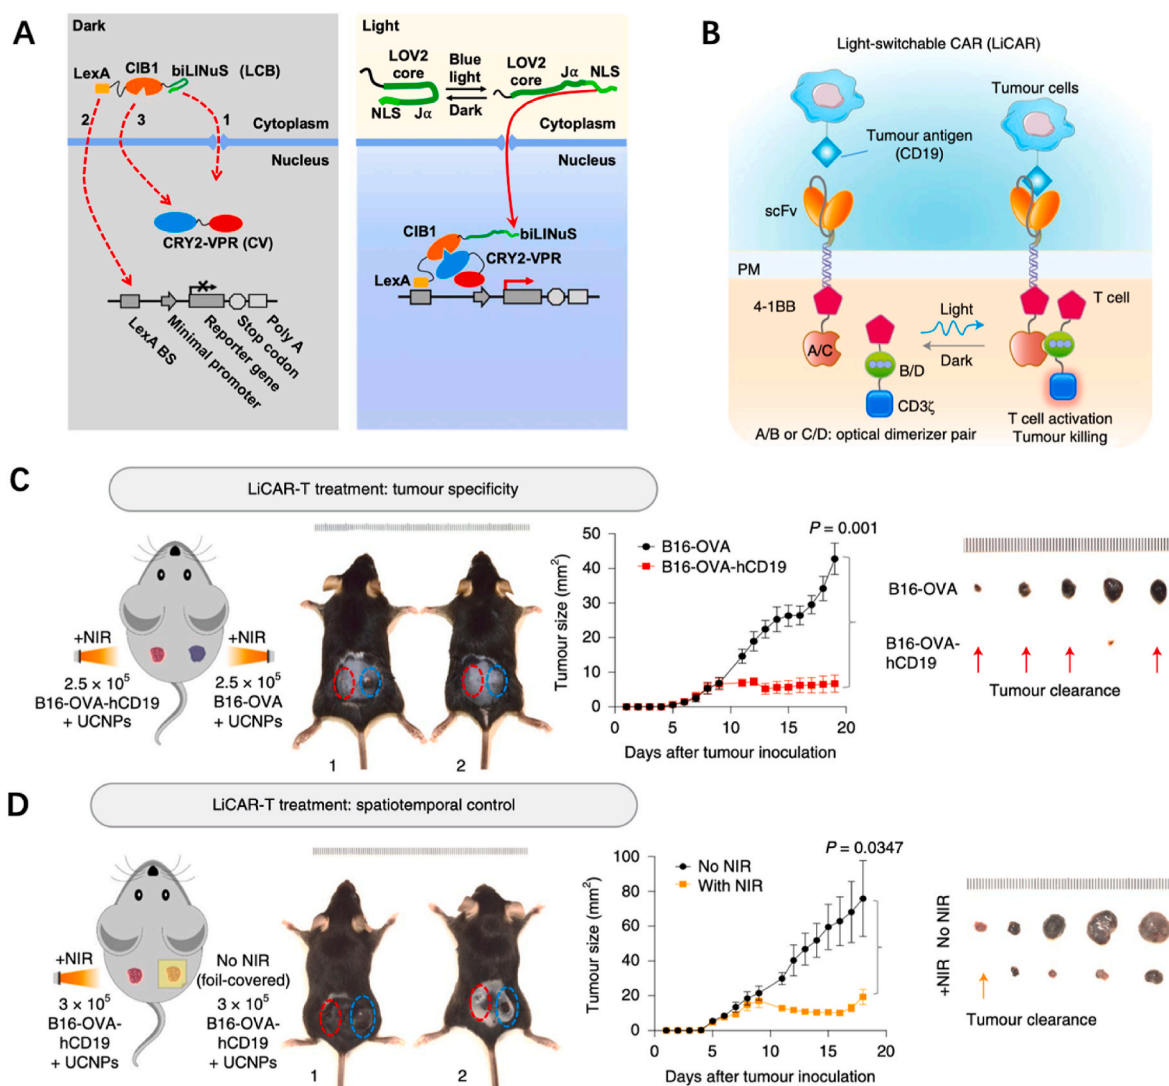 A
Dark
LexA
CIB1
biLINuS (LCB)
2
3
1
Cytoplasm
Nucleus
CRY2-VPR (CV)
X
LexA BS
Minimal promoter
Reporter gene
Stop codon
Poly A
Light
LOV2
core
NLS Jα
Blue
light
Dark
LOV2
core
Jα
NLS
Cytoplasm
Nucleus
CIB1
biLINuS
CRY2-VPR
LexA
B
Light-switchable CAR (LiCAR)
Tumour cells
Tumour antigen
(CD19)
scFv
PM
4-1BB
T cell
A/C
Light
Dark
B/D
CD3ζ
T cell activation
Tumour killing
A/B or C/D: optical dimerizer pair
C
LiCAR-T treatment: tumour specificity
+NIR
+NIR
2.5 × 10⁵
B16-OVA-hCD19
+ UCNPs
2.5 × 10⁵
B16-OVA
+ UCNPs
1
2
P = 0.001
B16-OVA
B16-OVA-hCD19
Tumour size (mm²)
50
40
30
20
10
0
0
5
10
15
20
Days after tumour inoculation
B16-OVA
B16-OVA-
hCD19
Tumour clearance
D
LiCAR-T treatment: spatiotemporal control
+NIR
3 × 10⁵
B16-OVA-
hCD19
+ UCNPs
No NIR
(foil-covered)
3 × 10⁵
B16-OVA-
hCD19
+ UCNPs
1
2
P = 0.0347
No NIR
With NIR
Tumour size (mm²)
100
80
60
40
20
0
0
5
10
15
20
Days after tumour inoculation
No NIR
+NIR
Tumour clearance